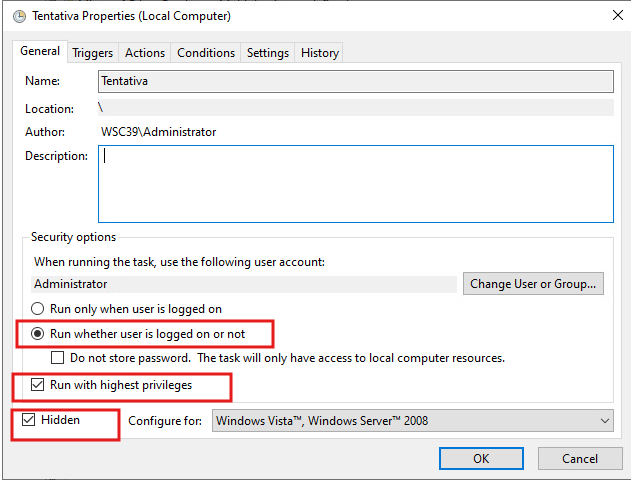 Tentativa Properties (Local Computer)
General Triggers Actions Conditions Settings History
Name: Tentativa
Location: \
Author: WSC39\Administrator
Description:
Security options
When running the task, use the following user account:
Administrator Change User or Group...
Run only when user is logged on
Run whether user is logged on or not
Do not store password. The task will only have access to local computer resources.
Run with highest privileges
Hidden Configure for: Windows Vista™, Windows Server™ 2008
OK Cancel